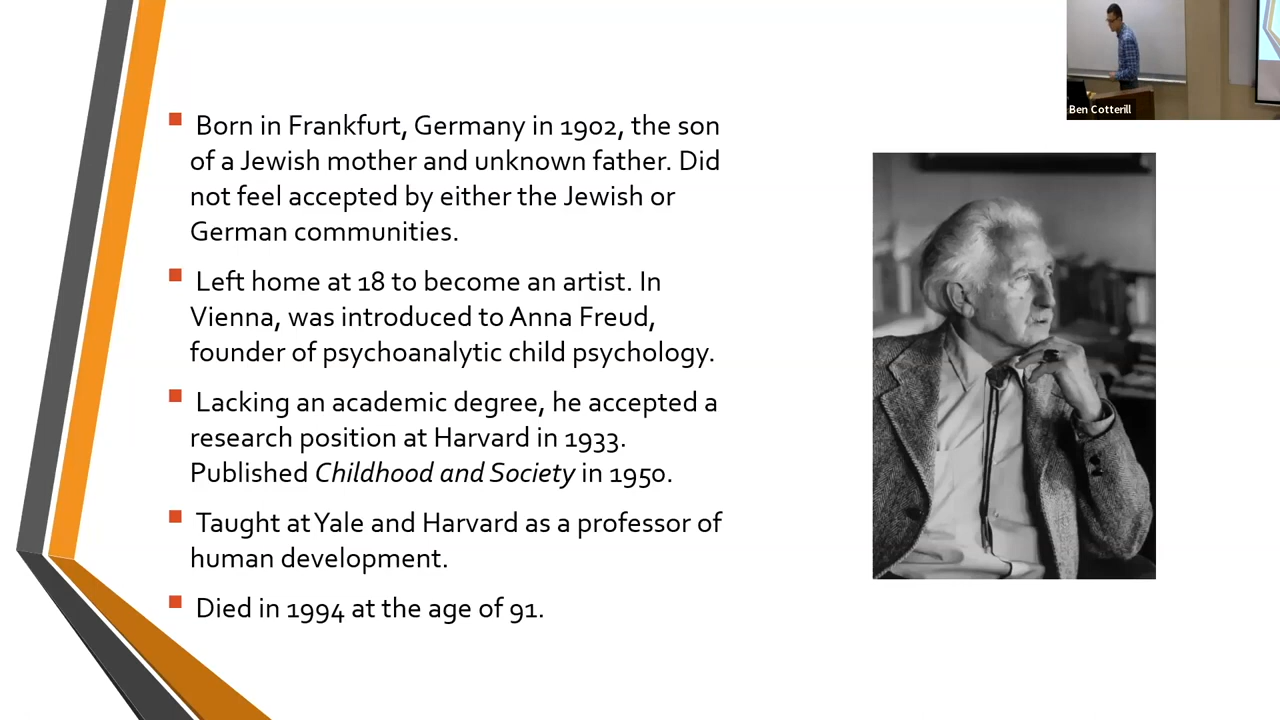 Born in Frankfurt, Germany in 1902, the son
of a Jewish mother and unknown father. Did
not feel accepted by either the Jewish or
German communities.
Left home at 18 to become an artist. In
Vienna, was introduced to Anna Freud,
founder of psychoanalytic child psychology.
Lacking an academic degree, he accepted a
research position at Harvard in 1933.
Published Childhood and Society in 1950.
Taught at Yale and Harvard as a professor of
human development.
Died in 1994 at the age of 91.
Ben Cotterill